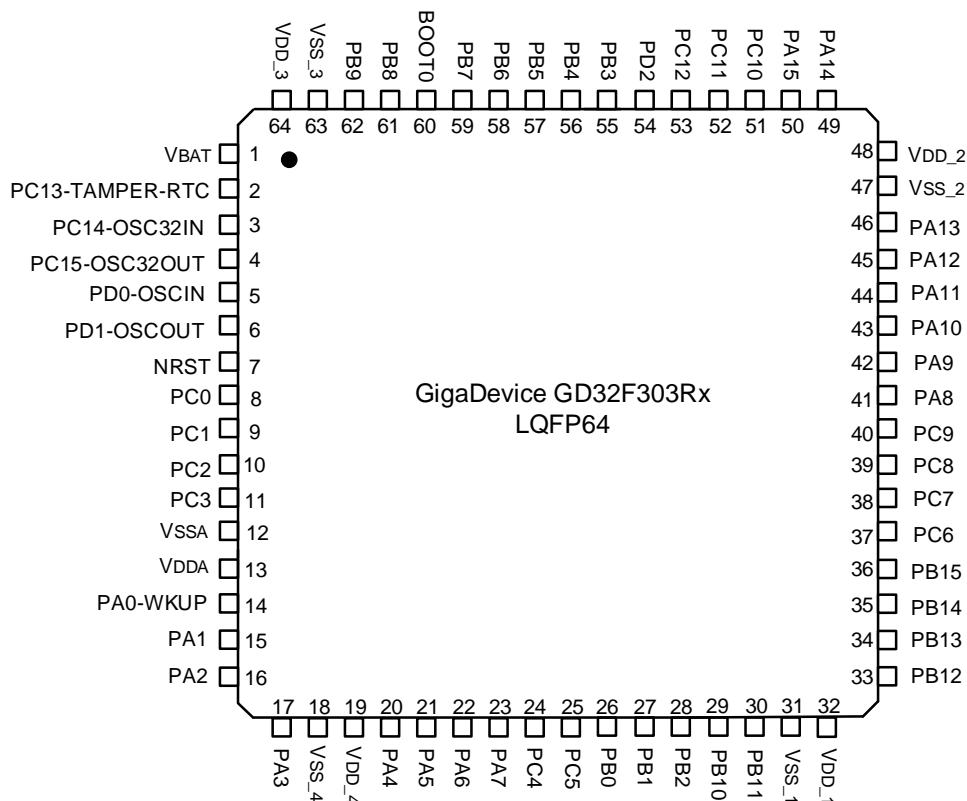 VDD_3
VSS_3
PB9
PB8
BOOT0
PB7
PB6
PB5
PB4
PB3
PD2
PC12
PC11
PC10
PA15
PA14
64 63 62 61 60 59 58 57 56 55 54 53 52 51 50 49
VBAT 1
PC13-TAMPER-RTC 2
PC14-OSC32IN 3
PC15-OSC32OUT 4
PD0-OSCIN 5
PD1-OSCOUT 6
NRST 7
PC0 8
PC1 9
PC2 10
PC3 11
VSSA 12
VDDA 13
PA0-WKUP 14
PA1 15
PA2 16
GigaDevice GD32F303Rx
LQFP64
48 VDD_2
47 VSS_2
46 PA13
45 PA12
44 PA11
43 PA10
42 PA9
41 PA8
40 PC9
39 PC8
38 PC7
37 PC6
36 PB15
35 PB14
34 PB13
33 PB12
17 18 19 20 21 22 23 24 25 26 27 28 29 30 31 32
PA3
VSS_4
VDD_4
PA4
PA5
PA6
PA7
PC4
PC5
PB0
PB1
PB2
PB10
PB11
VSS_1
VDD_1